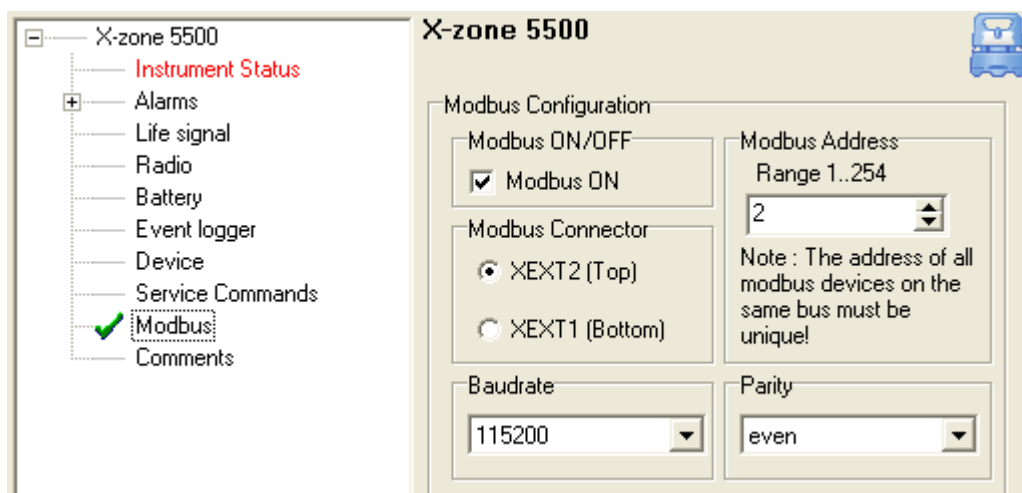 X-zone 5500
Instrument Status
Alarms
Life signal
Radio
Battery
Event logger
Device
Service Commands
Modbus
Comments
X-zone 5500
Modbus Configuration
Modbus ON/OFF
Modbus ON
Modbus Connector
XEXT2 (Top)
XEXT1 (Bottom)
Modbus Address
Range 1..254
2
Note : The address of all
modbus devices on the
same bus must be
unique!
Baudrate
115200
Parity
even